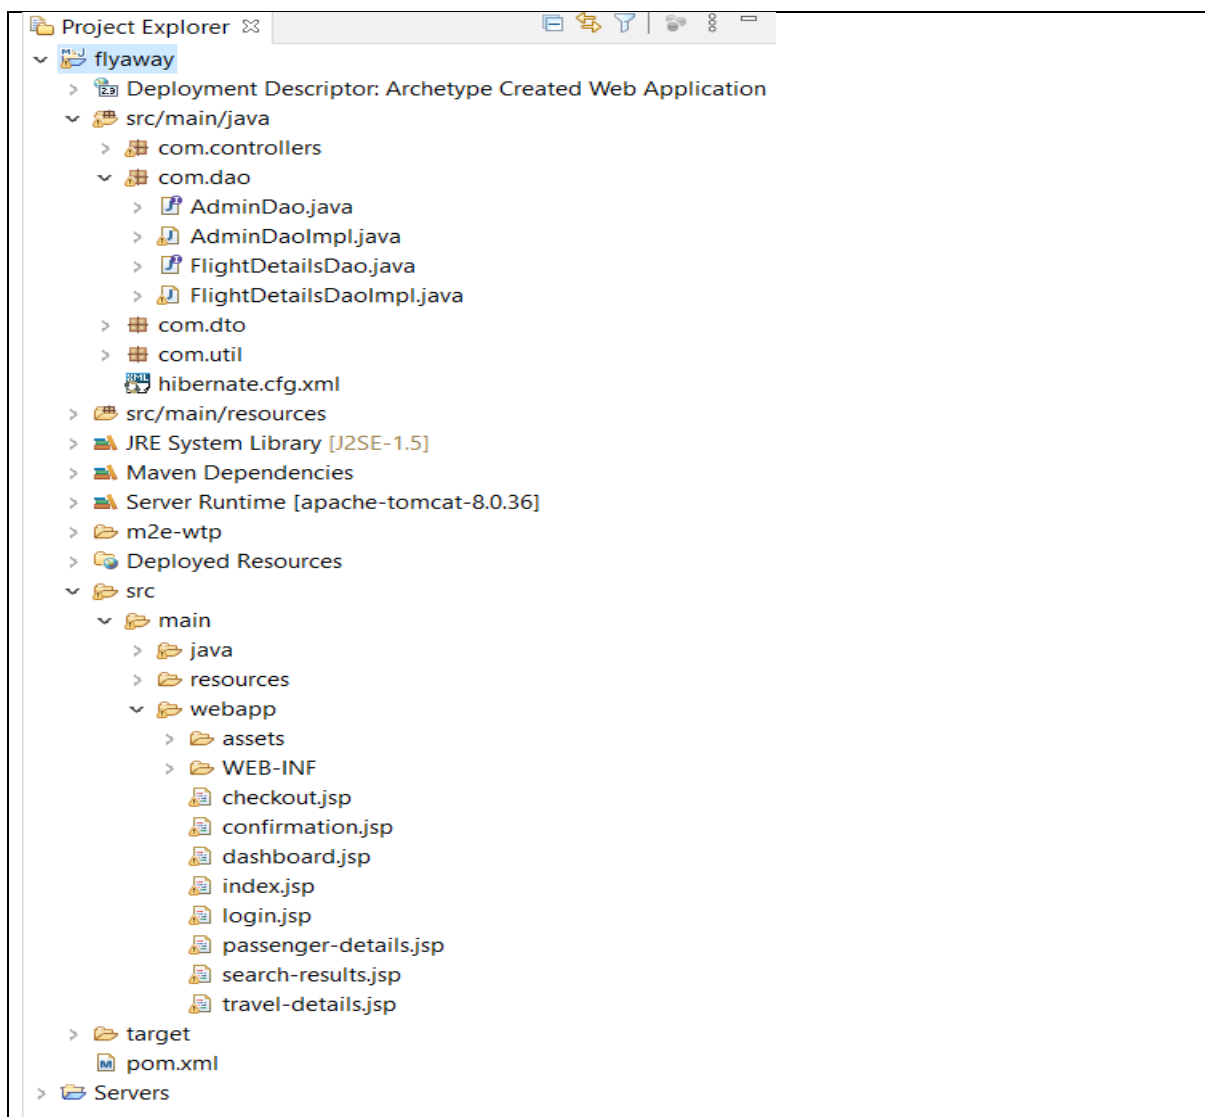 Project Explorer
flyaway
Deployment Descriptor: Archetype Created Web Application
src/main/java
com.controllers
com.dao
AdminDao.java
AdminDaoImpl.java
FlightDetailsDao.java
FlightDetailsDaoImpl.java
com.dto
com.util
hibernate.cfg.xml
src/main/resources
JRE System Library [J2SE-1.5]
Maven Dependencies
Server Runtime [apache-tomcat-8.0.36]
m2e-wtp
Deployed Resources
src
main
java
resources
webapp
assets
WEB-INF
checkout.jsp
confirmation.jsp
dashboard.jsp
index.jsp
login.jsp
passenger-details.jsp
search-results.jsp
travel-details.jsp
target
pom.xml
Servers